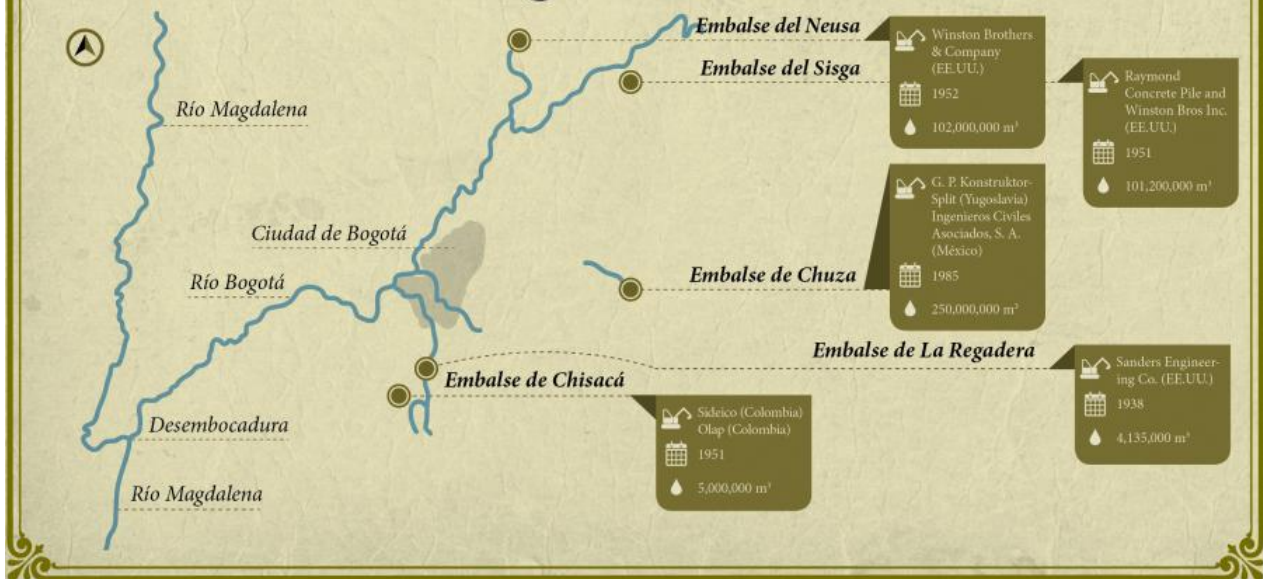 Embalse del Neusa
Winston Brothers
& Company
(EE.UU.)
1952
102,000,000 m³
Embalse del Sisga
Raymond
Concrete Pile and
Winston Bros Inc.
(EE.UU.)
1951
101,200,000 m³
Río Magdalena
Ciudad de Bogotá
Río Bogotá
Embalse de Chuza
G. P. Konstruktor-
Split (Yugoslavia)
Ingenieros Civiles
Asociados, S. A.
(México)
1985
250,000,000 m³
Embalse de La Regadera
Sanders Engineer-
ing Co. (EE.UU.)
1938
4,135,000 m³
Embalse de Chisacá
Sideico (Colombia)
Olap (Colombia)
1951
5,000,000 m³
Desembocadura
Río Magdalena